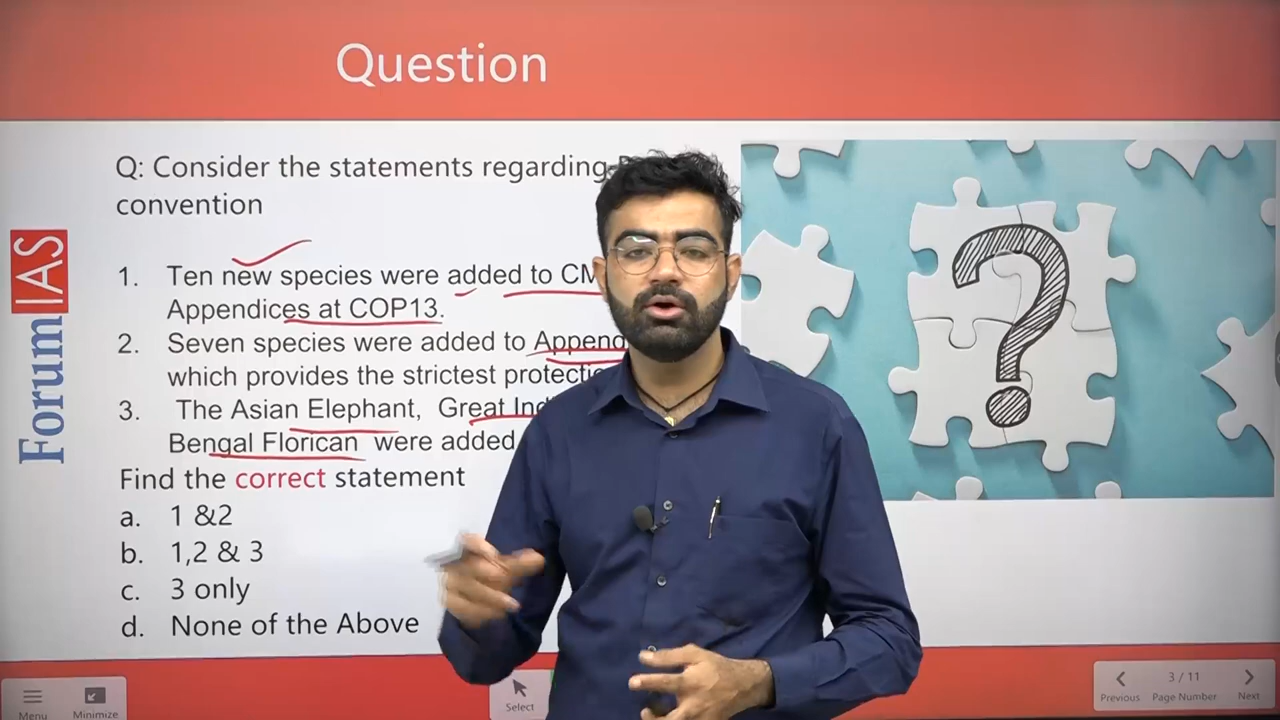 Question
Q: Consider the statements regarding
convention
1. Ten new species were added to CM
Appendices at COP13.
2. Seven species were added to Append
which provides the strictest protectio
3. The Asian Elephant, Great Ind
Bengal Florican were added
Find the correct statement
a. 1 &2
b. 1,2 & 3
c. 3 only
d. None of the Above
Forum IAS
Menu
Minimize
Select
3 / 11
Previous Page Number Next